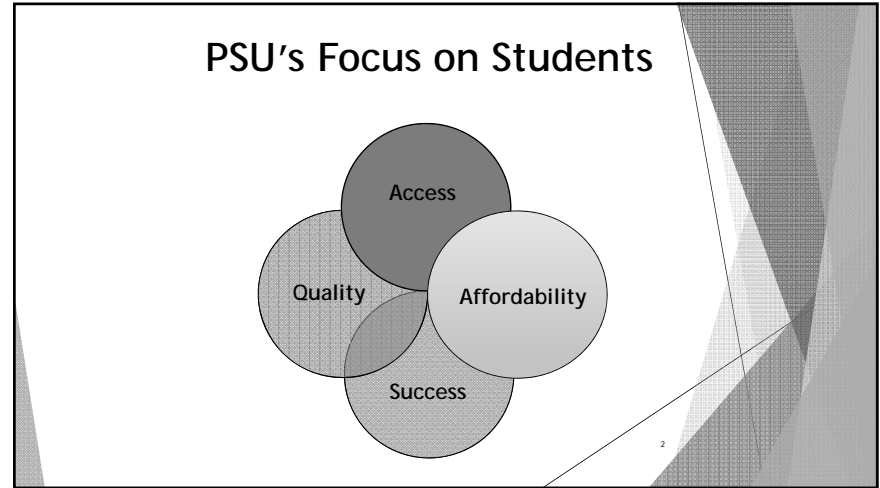 PSU's Focus on Students
Access
Quality
Affordability
Success
2